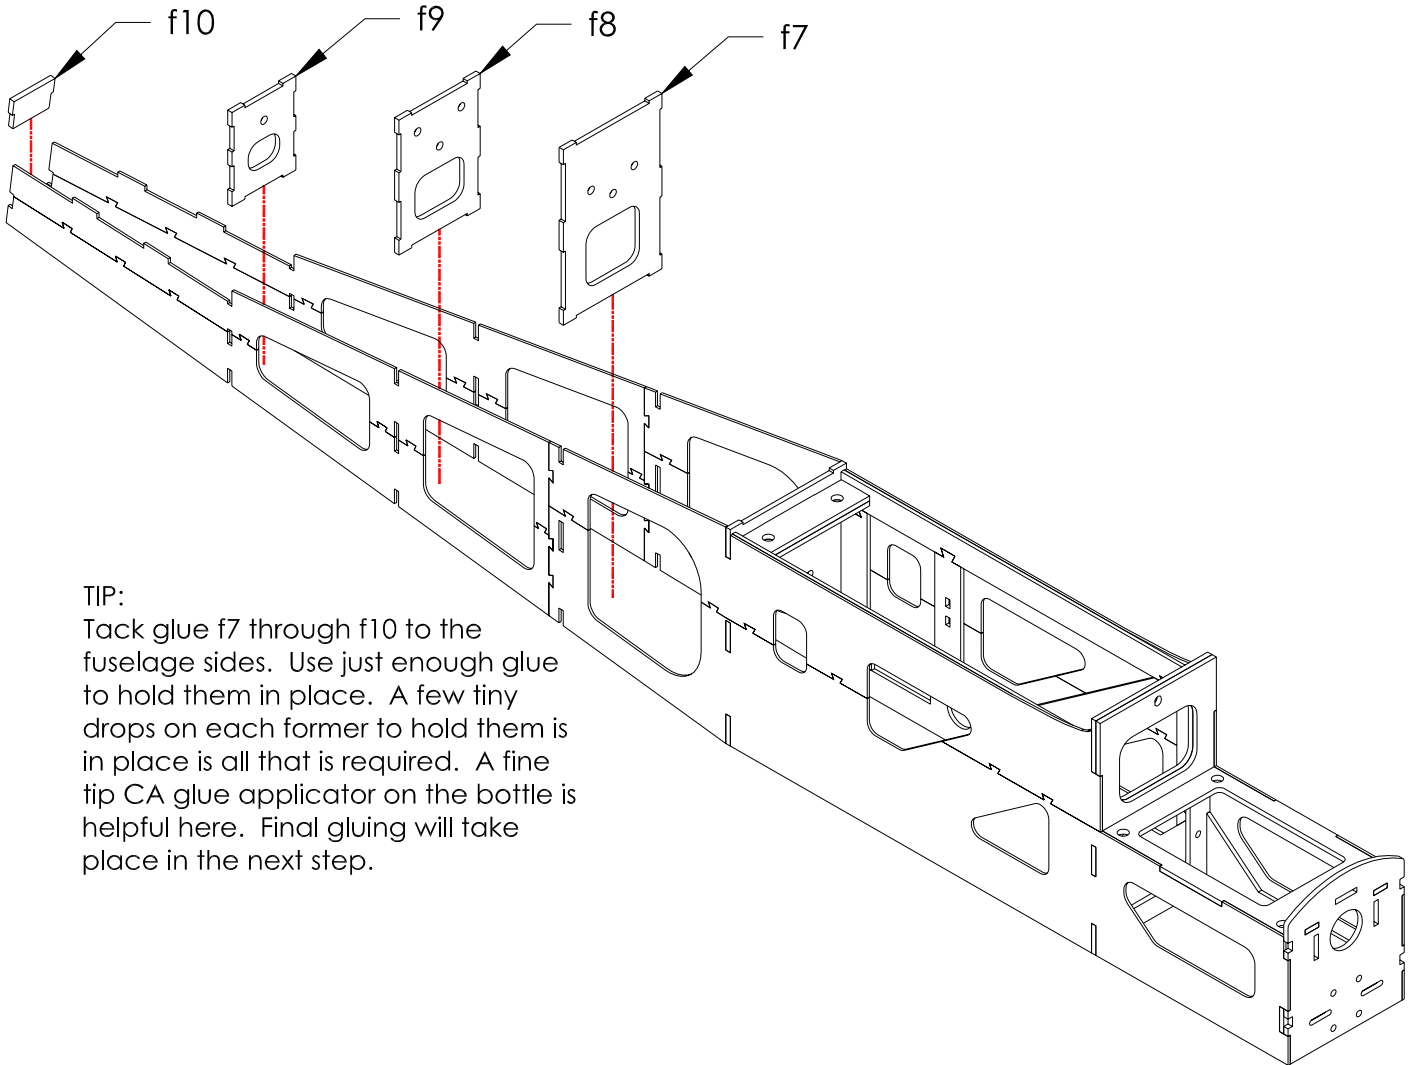 f10
f9
f8
f7
TIP:
Tack glue f7 through f10 to the
fuselage sides.  Use just enough glue
to hold them in place.  A few tiny
drops on each former to hold them is
in place is all that is required.  A fine
tip CA glue applicator on the bottle is
helpful here.  Final gluing will take
place in the next step.